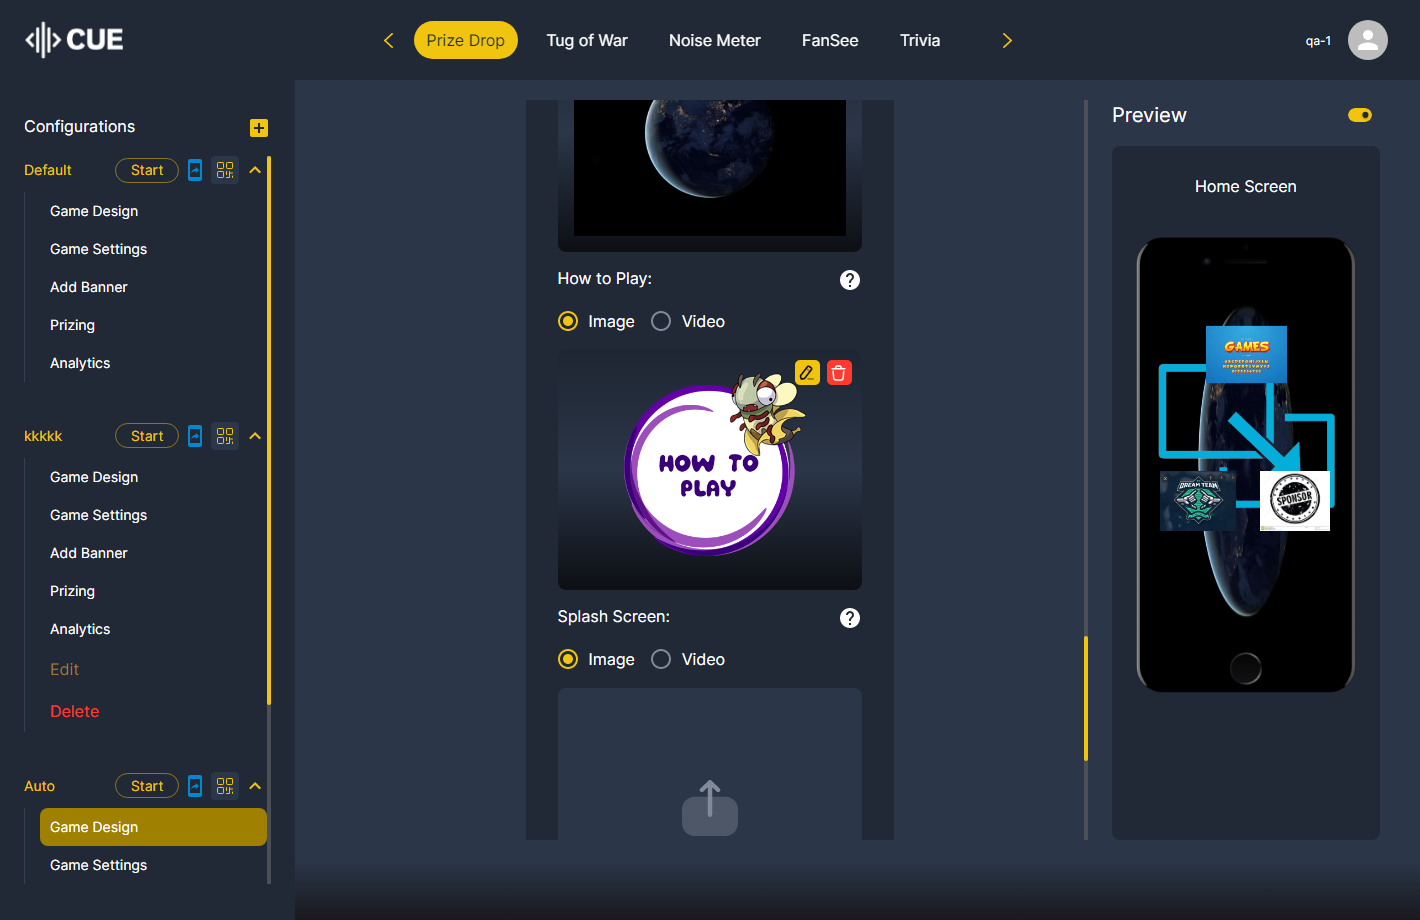 CUE
Prize Drop
Tug of War
Noise Meter
FanSee
Trivia
qa-1
Configurations
Default
Start
Game Design
Game Settings
Add Banner
Prizing
Analytics
kkkkk
Start
Game Design
Game Settings
Add Banner
Prizing
Analytics
Edit
Delete
Auto
Start
Game Design
Game Settings
How to Play:
?
Image
Video
HOW TO
PLAY
Splash Screen:
?
Image
Video
Preview
Home Screen
GAMES
DREAM TEAM
SPONSOR